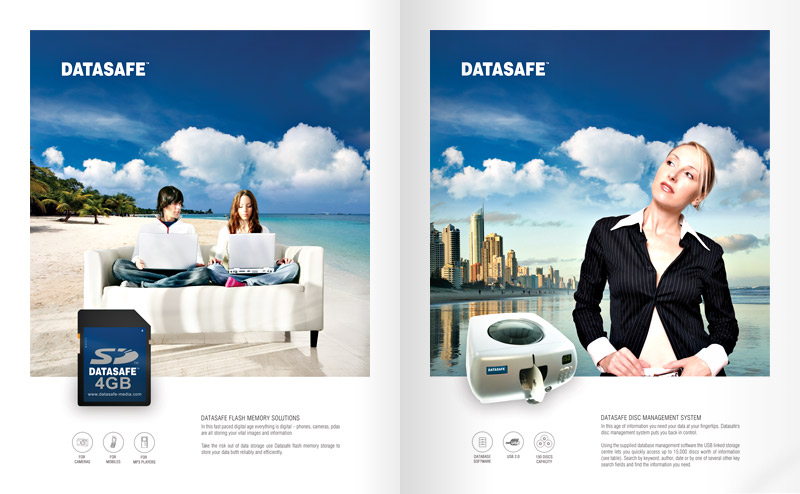 DATASAFE™
SD
DATASAFE™
4GB
www.datasafe-media.com
FOR
CAMERAS
FOR
MOBILES
FOR
MP3 PLAYERS
DATASAFE FLASH MEMORY SOLUTIONS
In this fast paced digital age everything is digital - phones, cameras, pdas
are all storing your vital images and information.
Take the risk out of data storage use Datasafe flash memory storage to
store your data both reliably and efficiently.
DATASAFE™
DATASAFE
DATABASE
SOFTWARE
USB 2.0
150 DISCS
CAPACITY
DATASAFE DISC MANAGEMENT SYSTEM
In this age of information you need your data at your fingertips. Datasafe's
disc management system puts you back in control.
Using the supplied database management software the USB linked storage
centre lets you quickly access up to 15,000 discs worth of information
(see table). Search by keyword, author, date or by one of several other key
search fields and find the information you need.